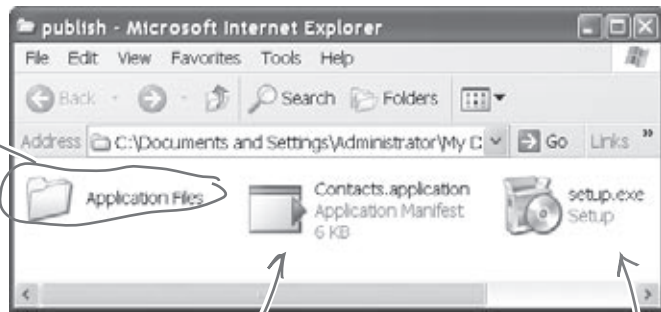 publish - Microsoft Internet Explorer
File Edit View Favorites Tools Help
Back Search Folders
Address C:\Documents and Settings\Administrator\My D Go Links »
Application Files
Contacts.application
Application Manifest
6 KB
setup.exe
Setup